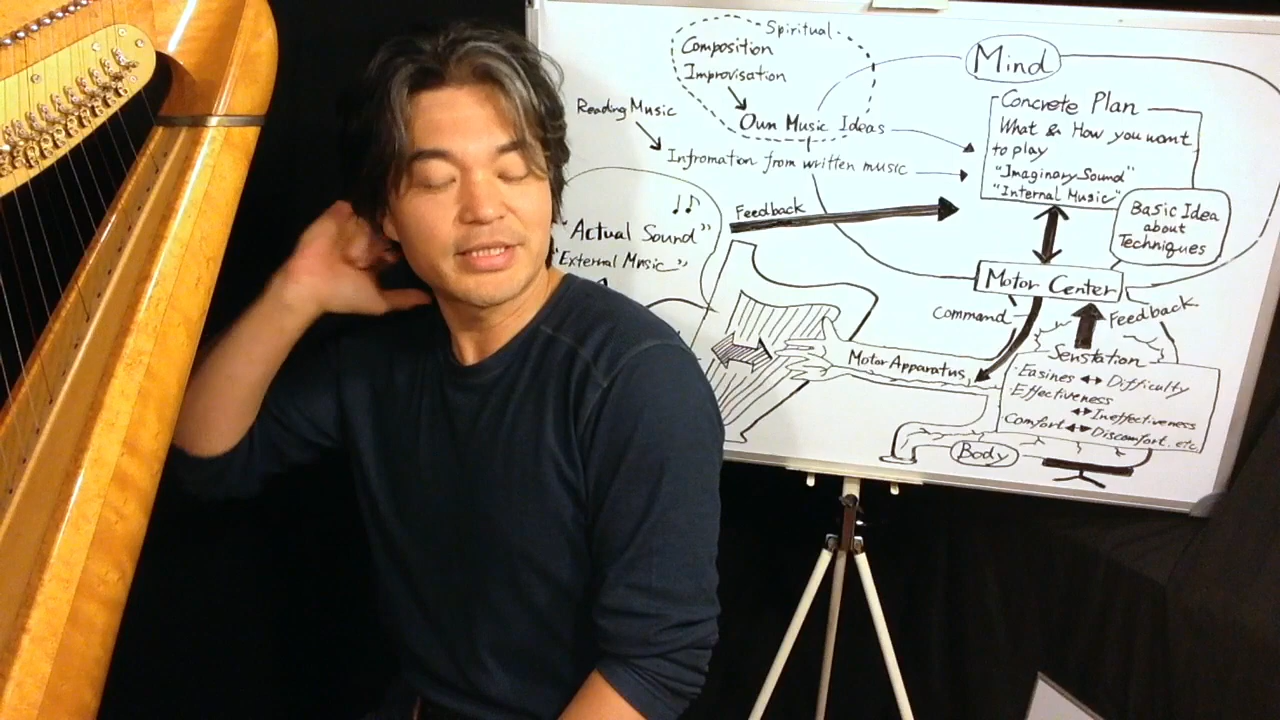 Spiritual
Composition
Improvisation
Reading Music
Own Music Ideas
Infromation from written music
Mind
Concrete Plan
What & How you want
to play
"Imaginary Sound"
"Internal Music"
Basic Idea
about
Techniques
Feedback
"Actual Sound"
"External Music"
Motor Center
command
Feedback
Motor Apparatus
Senstation
·Easines ↔ Difficulty
·Effectiveness
↔ Ineffectiveness
Comfort ↔ Discomfort. etc.
Body